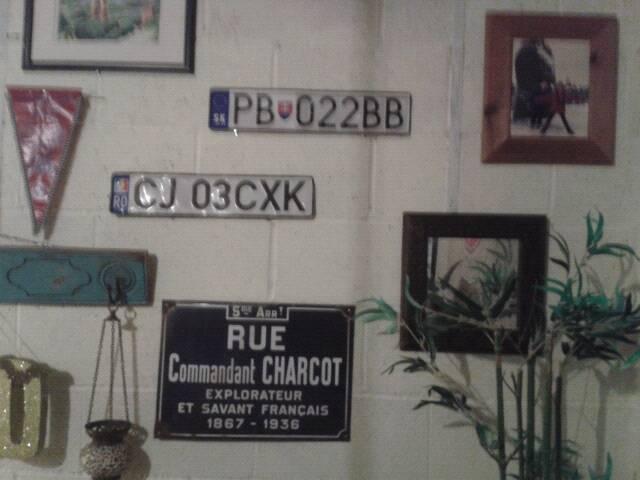 SK PB 022BB
RO CJ 03CXK
5ME ARRT
RUE
Commandant CHARCOT
EXPLORATEUR
ET SAVANT FRANÇAIS
1867 - 1936